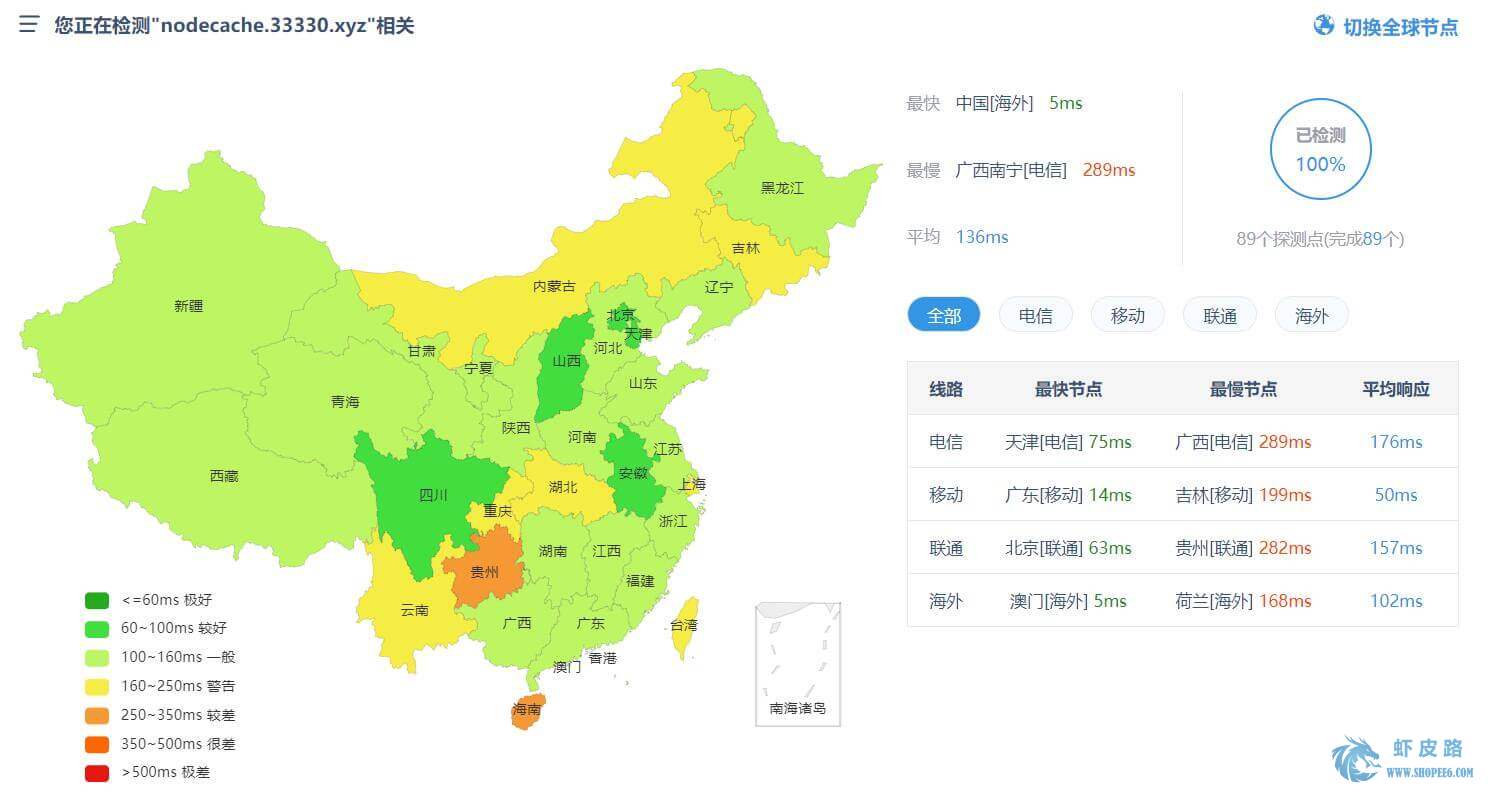 您正在检测"nodecache.33330.xyz"相关
切换全球节点
最快 中国[海外] 5ms
最慢 广西南宁[电信] 289ms
平均 136ms
已检测
100%
89个探测点(完成89个)
全部 电信 移动 联通 海外
线路 最快节点 最慢节点 平均响应
电信 天津[电信] 75ms 广西[电信] 289ms 176ms
移动 广东[移动] 14ms 吉林[移动] 199ms 50ms
联通 北京[联通] 63ms 贵州[联通] 282ms 157ms
海外 澳门[海外] 5ms 荷兰[海外] 168ms 102ms
黑龙江
吉林
内蒙古
辽宁
新疆
北京
天津
甘肃
宁夏
山西
河北
山东
青海
陕西
河南
江苏
西藏
四川
重庆
湖北
安徽
上海
浙江
贵州
湖南
江西
福建
云南
广西
广东
台湾
澳门
香港
海南
南海诸岛
<=60ms 极好
60~100ms 较好
100~160ms 一般
160~250ms 警告
250~350ms 较差
350~500ms 很差
>500ms 极差
虾皮路
WWW.SHOPEE6.COM